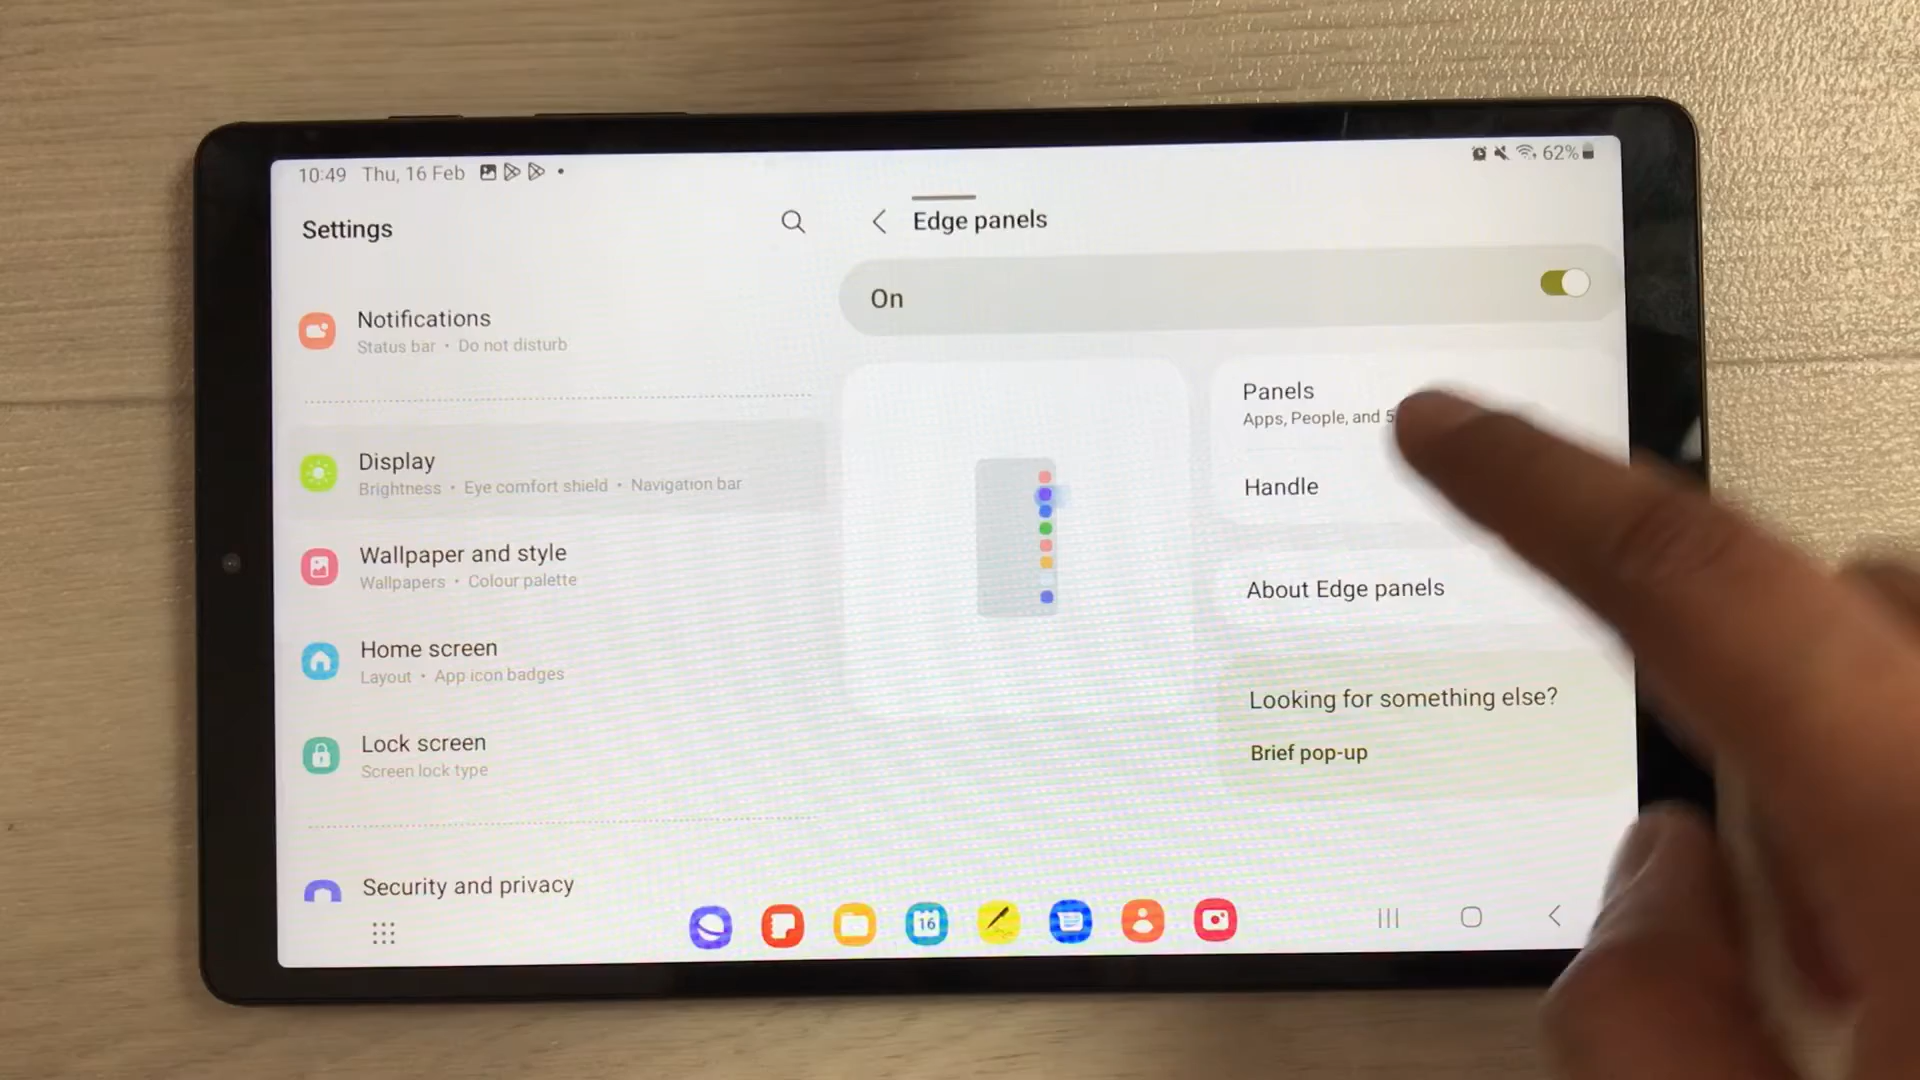 10:49 Thu, 16 Feb
62%
Settings
Edge panels
On
Notifications
Status bar • Do not disturb
Display
Brightness • Eye comfort shield • Navigation bar
Wallpaper and style
Wallpapers • Colour palette
Home screen
Layout • App icon badges
Lock screen
Screen lock type
Security and privacy
Panels
Apps, People, and 5
Handle
About Edge panels
Looking for something else?
Brief pop-up
16